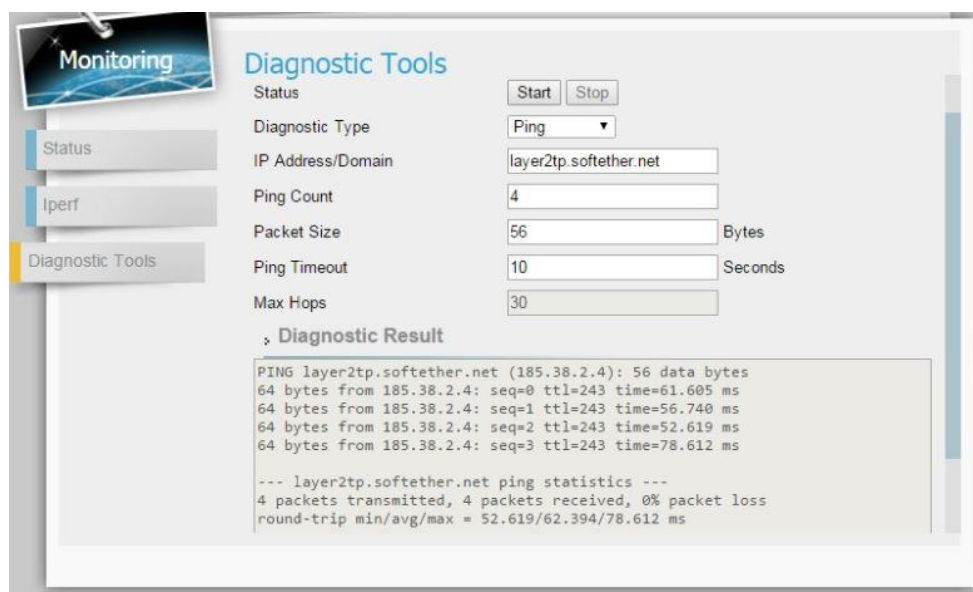 Monitoring
Status
Iperf
Diagnostic Tools
Diagnostic Tools
Status Start Stop
Diagnostic Type Ping
IP Address/Domain layer2tp.softether.net
Ping Count 4
Packet Size 56 Bytes
Ping Timeout 10 Seconds
Max Hops 30
Diagnostic Result
PING layer2tp.softether.net (185.38.2.4): 56 data bytes
64 bytes from 185.38.2.4: seq=0 ttl=243 time=61.605 ms
64 bytes from 185.38.2.4: seq=1 ttl=243 time=56.740 ms
64 bytes from 185.38.2.4: seq=2 ttl=243 time=52.619 ms
64 bytes from 185.38.2.4: seq=3 ttl=243 time=78.612 ms
--- layer2tp.softether.net ping statistics ---
4 packets transmitted, 4 packets received, 0% packet loss
round-trip min/avg/max = 52.619/62.394/78.612 ms